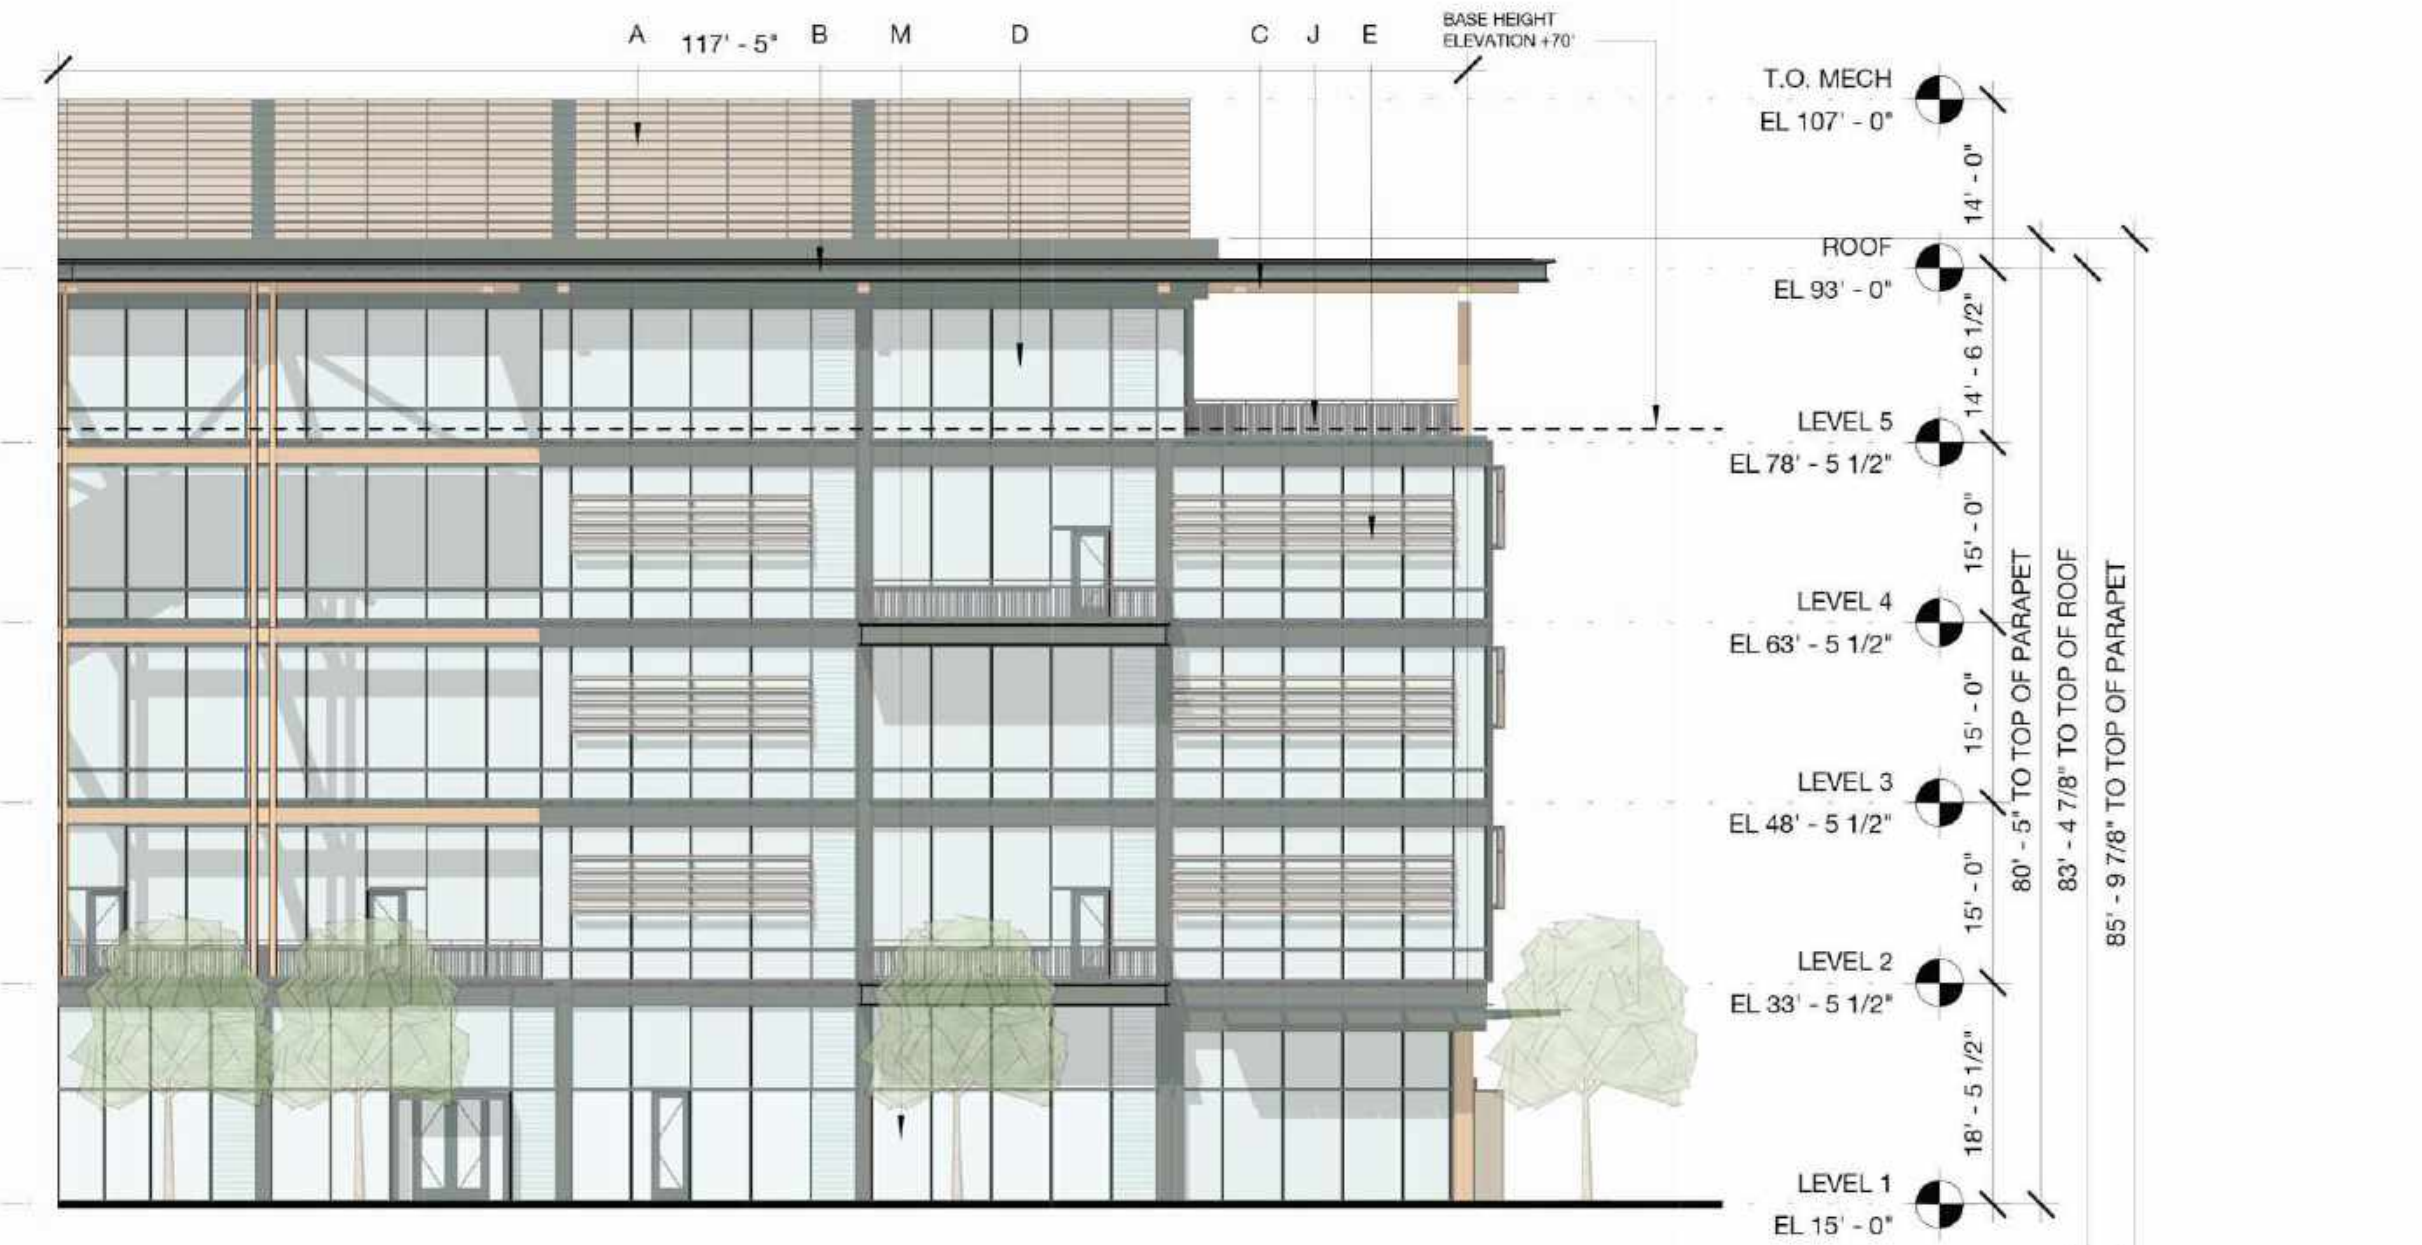 A
117' - 5"
B
M
D
C
J
E
BASE HEIGHT
ELEVATION +70'
T.O. MECH
EL 107' - 0"
14' - 0"
ROOF
EL 93' - 0"
14' - 6 1/2"
LEVEL 5
EL 78' - 5 1/2"
15' - 0"
LEVEL 4
EL 63' - 5 1/2"
15' - 0"
LEVEL 3
EL 48' - 5 1/2"
15' - 0"
LEVEL 2
EL 33' - 5 1/2"
18' - 5 1/2"
LEVEL 1
EL 15' - 0"
80' - 5" TO TOP OF PARAPET
83' - 4 7/8" TO TOP OF ROOF
85' - 9 7/8" TO TOP OF PARAPET